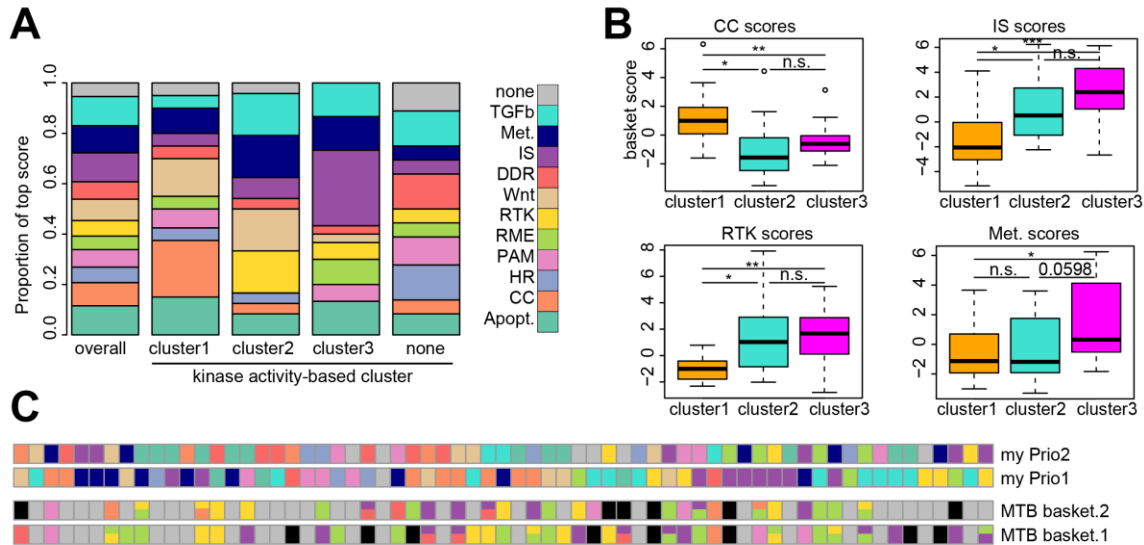 A
Proportion of top score
1.0
0.8
0.6
0.4
0.2
0.0
overall
cluster1
cluster2
cluster3
none
kinase activity-based cluster
none
TGFb
Met.
IS
DDR
Wnt
RTK
RME
PAM
HR
CC
Apopt.
B
CC scores
basket score
6
4
2
0
−2
**
*
n.s.
cluster1
cluster2
cluster3
IS scores
6
4
2
0
−2
−4
***
*
n.s.
cluster1
cluster2
cluster3
RTK scores
8
6
4
2
0
−2
**
*
n.s.
cluster1
cluster2
cluster3
Met. scores
6
4
2
0
−2
*
n.s.
0.0598
cluster1
cluster2
cluster3
C
my Prio2
my Prio1
MTB basket.2
MTB basket.1